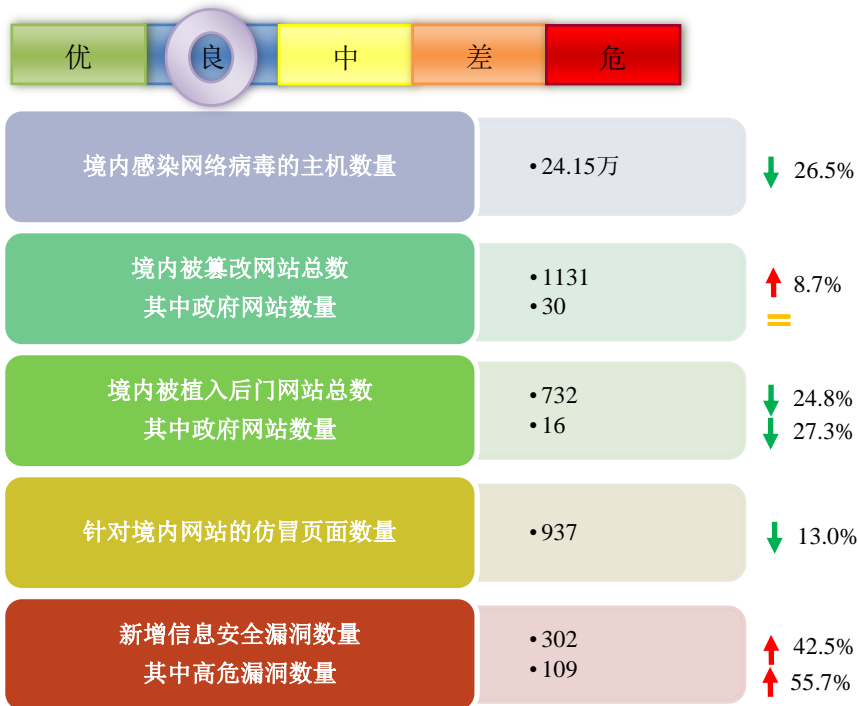 优 良 中 差 危
境内感染网络病毒的主机数量 •24.15万 26.5%
境内被篡改网站总数 •1131 8.7%
其中政府网站数量 •30 =
境内被植入后门网站总数 •732 24.8%
其中政府网站数量 •16 27.3%
针对境内网站的仿冒页面数量 •937 13.0%
新增信息安全漏洞数量 •302 42.5%
其中高危漏洞数量 •109 55.7%